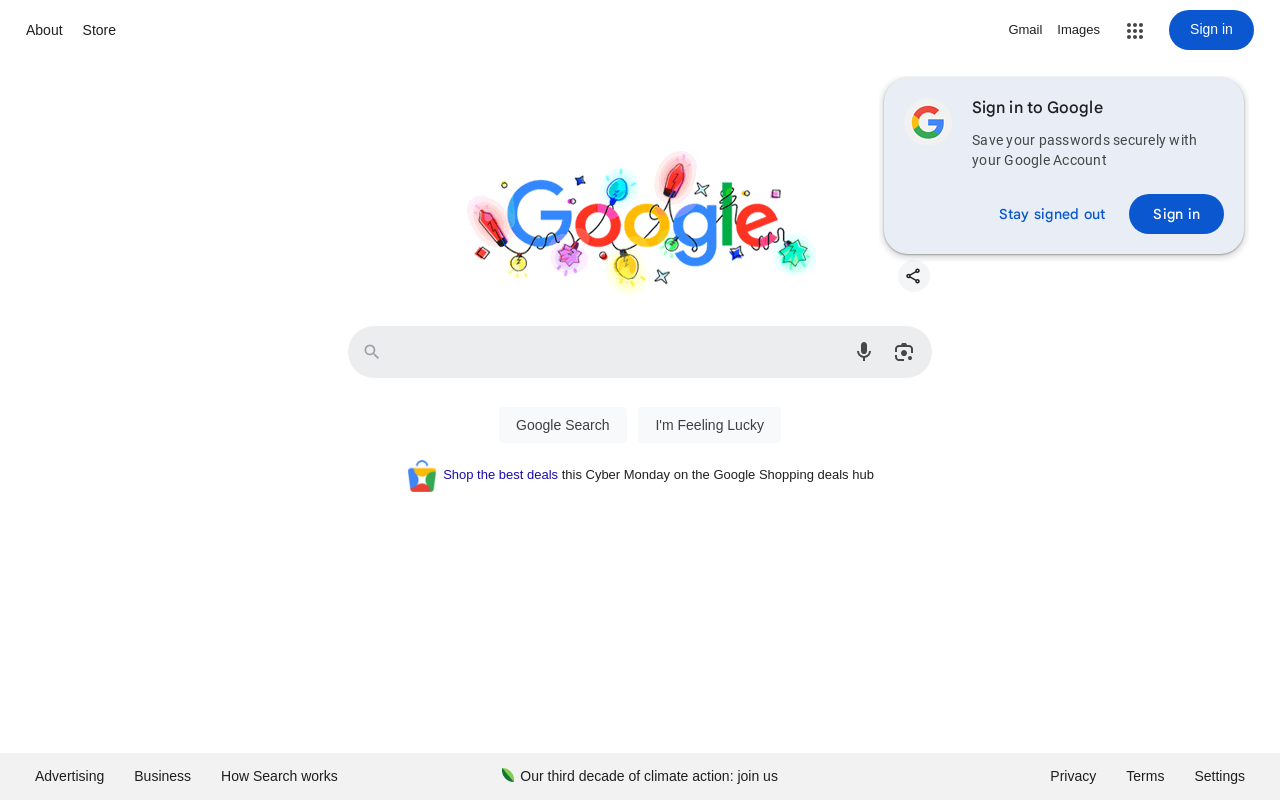 About Store
Gmail Images Sign in
Sign in to Google
Save your passwords securely with
your Google Account
Stay signed out Sign in
Google
Google Search I'm Feeling Lucky
Shop the best deals this Cyber Monday on the Google Shopping deals hub
Advertising Business How Search works Our third decade of climate action: join us Privacy Terms Settings